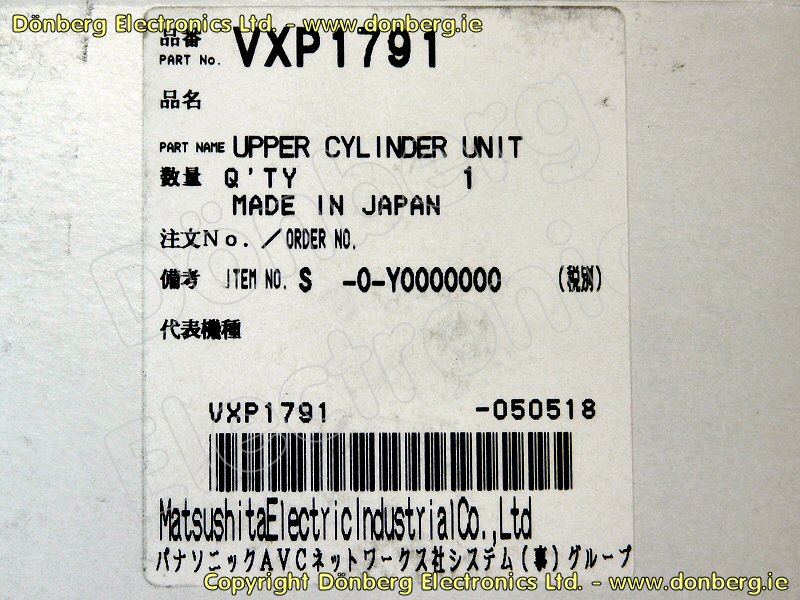 Dönberg Electronics Ltd. - www.donberg.ie
品番
PART No. VXP1791
品名
PART NAME UPPER CYLINDER UNIT
数量 Q'TY 1
MADE IN JAPAN
注文No./ORDER NO.
備考 ITEM NO. S -0-Y0000000 (税別)
代表機種
VXP1791 -050518
MatsushitaElectricIndustrialCo.,Ltd
パナソニックAVCネットワークス社システム(事)グループ
Copyright Dönberg Electronics Ltd. - www.donberg.ie
Dönberg
Electronic